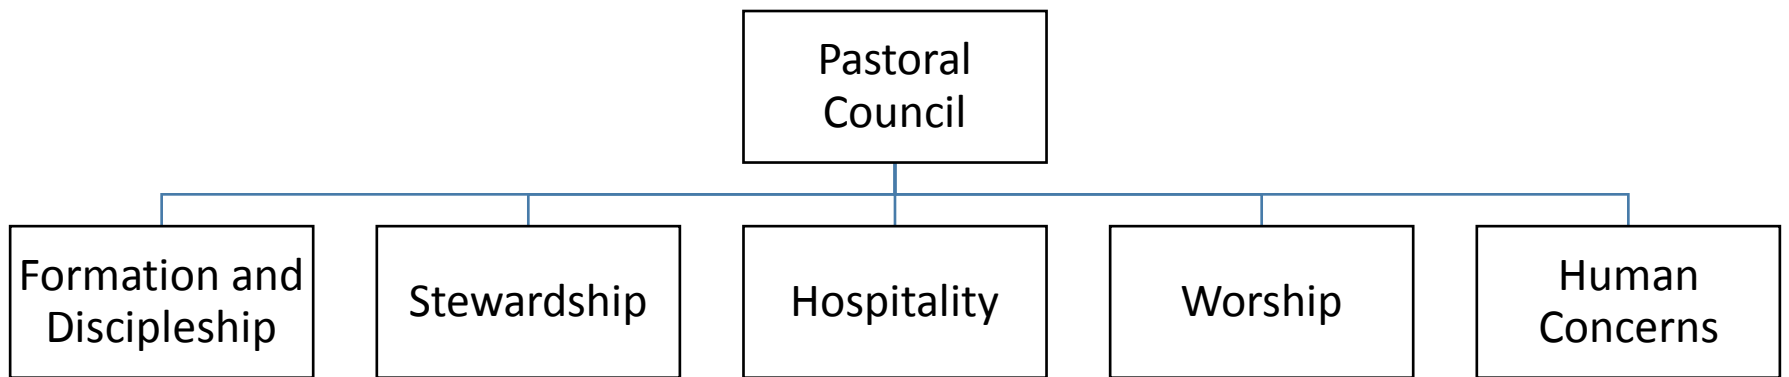 Pastoral
Council
Formation and
Discipleship
Stewardship
Hospitality
Worship
Human
Concerns